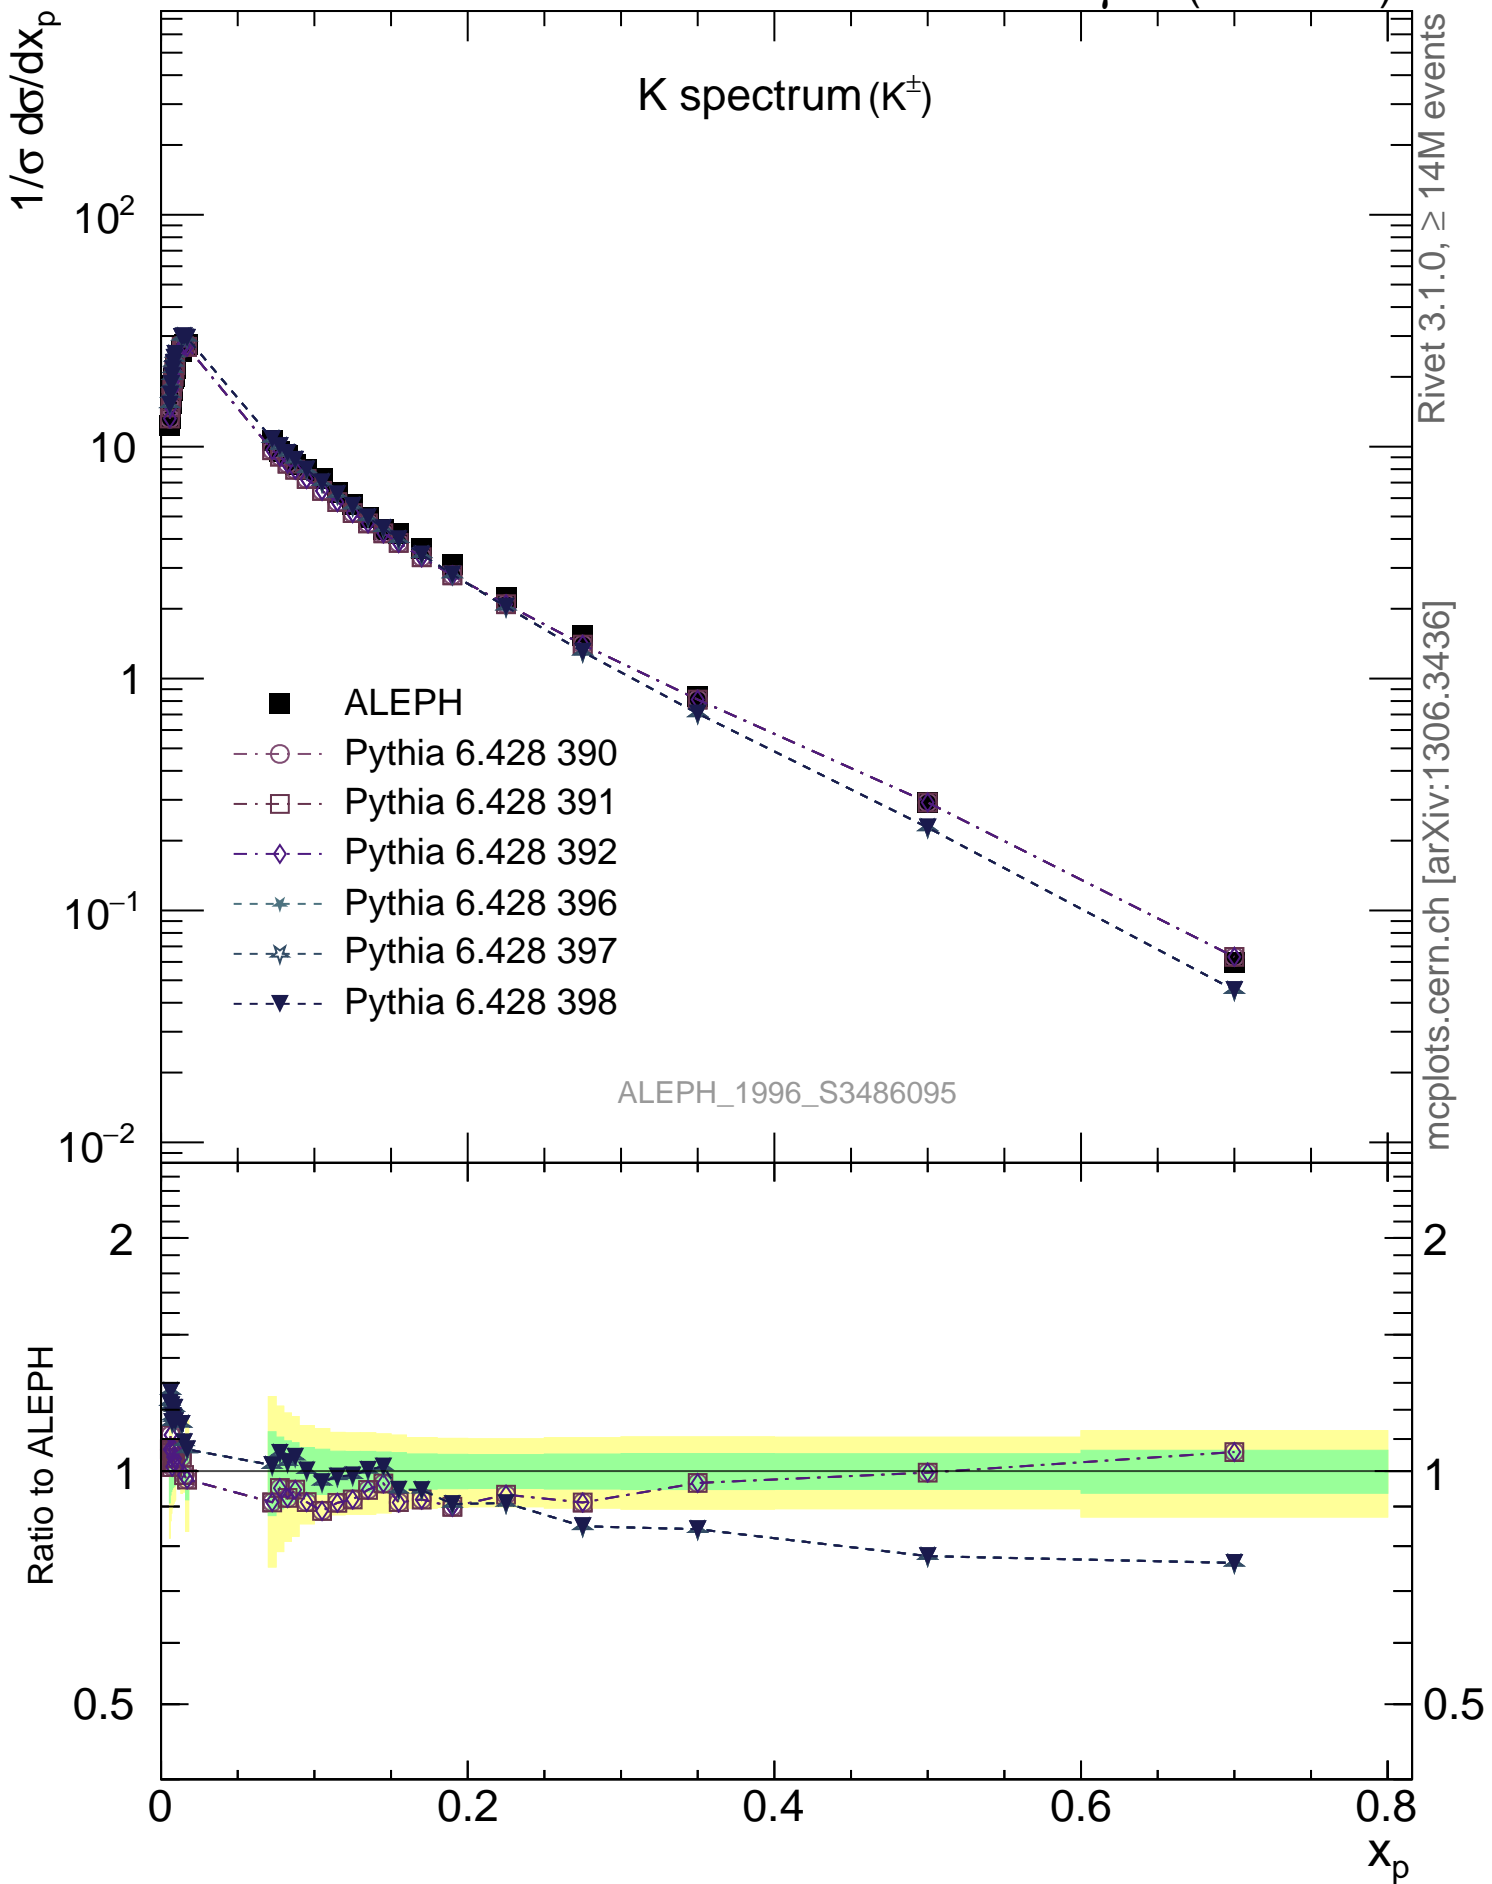 K spectrum (K±)
1/σ dσ/dxp
10²
10
1
10⁻¹
10⁻²
ALEPH
Pythia 6.428 390
Pythia 6.428 391
Pythia 6.428 392
Pythia 6.428 396
Pythia 6.428 397
Pythia 6.428 398
ALEPH_1996_S3486095
Rivet 3.1.0, ≥ 14M events
mcplots.cern.ch [arXiv:1306.3436]
Ratio to ALEPH
2
1
0.5
2
1
0.5
0
0.2
0.4
0.6
0.8
xp